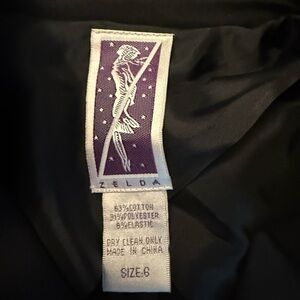 ZELDA
63% COTTON
31% POLYESTER
6% ELASTIC
DRY CLEAN ONLY
MADE IN CHINA
SIZE:6